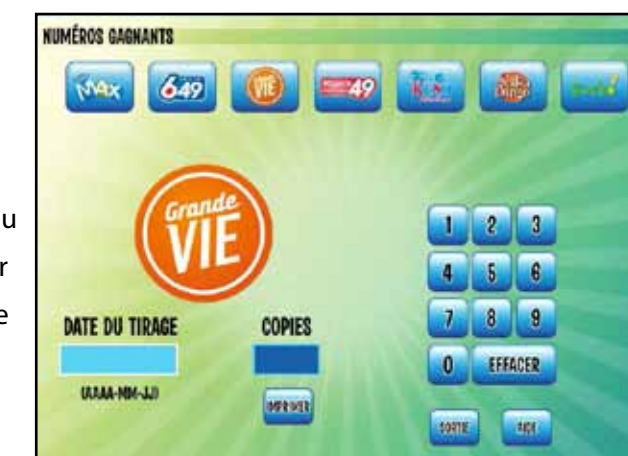 NUMÉROS GAGNANTS
MAX 649 VIE 49
Grande
VIE
u
r
e
DATE DU TIRAGE COPIES
(AAAA-MM-JJ)
IMPRIMER
1 2 3
4 5 6
7 8 9
0 EFFACER
SORTIE AIDE